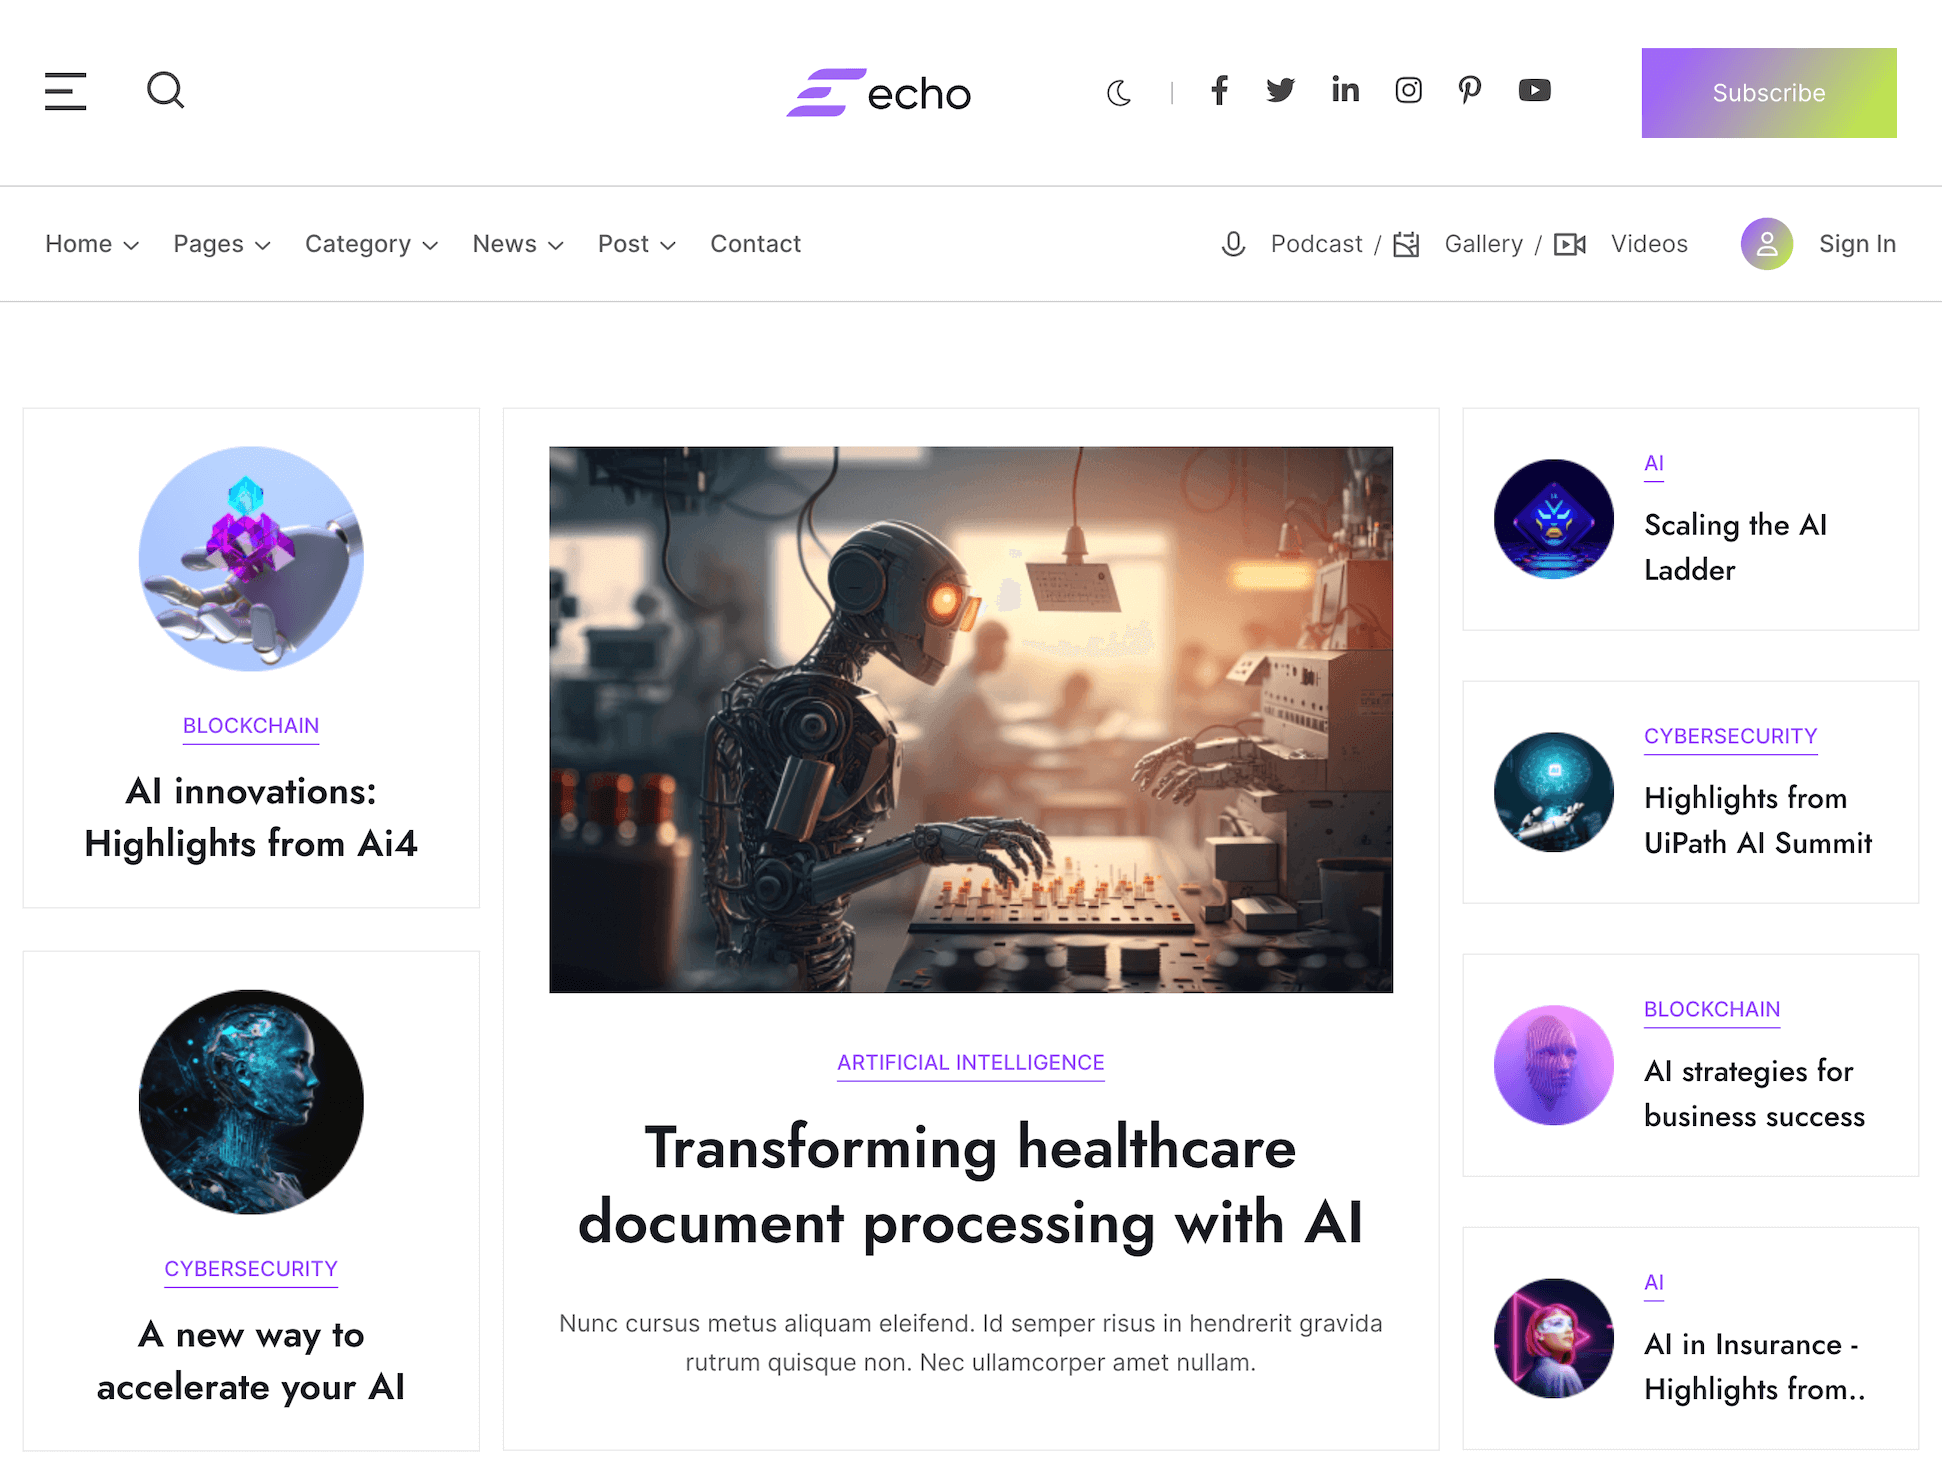 echo
Subscribe
Home
Pages
Category
News
Post
Contact
Podcast / Gallery / Videos
Sign In
BLOCKCHAIN
AI innovations:
Highlights from Ai4
CYBERSECURITY
A new way to
accelerate your AI
ARTIFICIAL INTELLIGENCE
Transforming healthcare
document processing with AI
Nunc cursus metus aliquam eleifend. Id semper risus in hendrerit gravida
rutrum quisque non. Nec ullamcorper amet nullam.
AI
Scaling the AI
Ladder
CYBERSECURITY
Highlights from
UiPath AI Summit
BLOCKCHAIN
AI strategies for
business success
AI
AI in Insurance -
Highlights from..